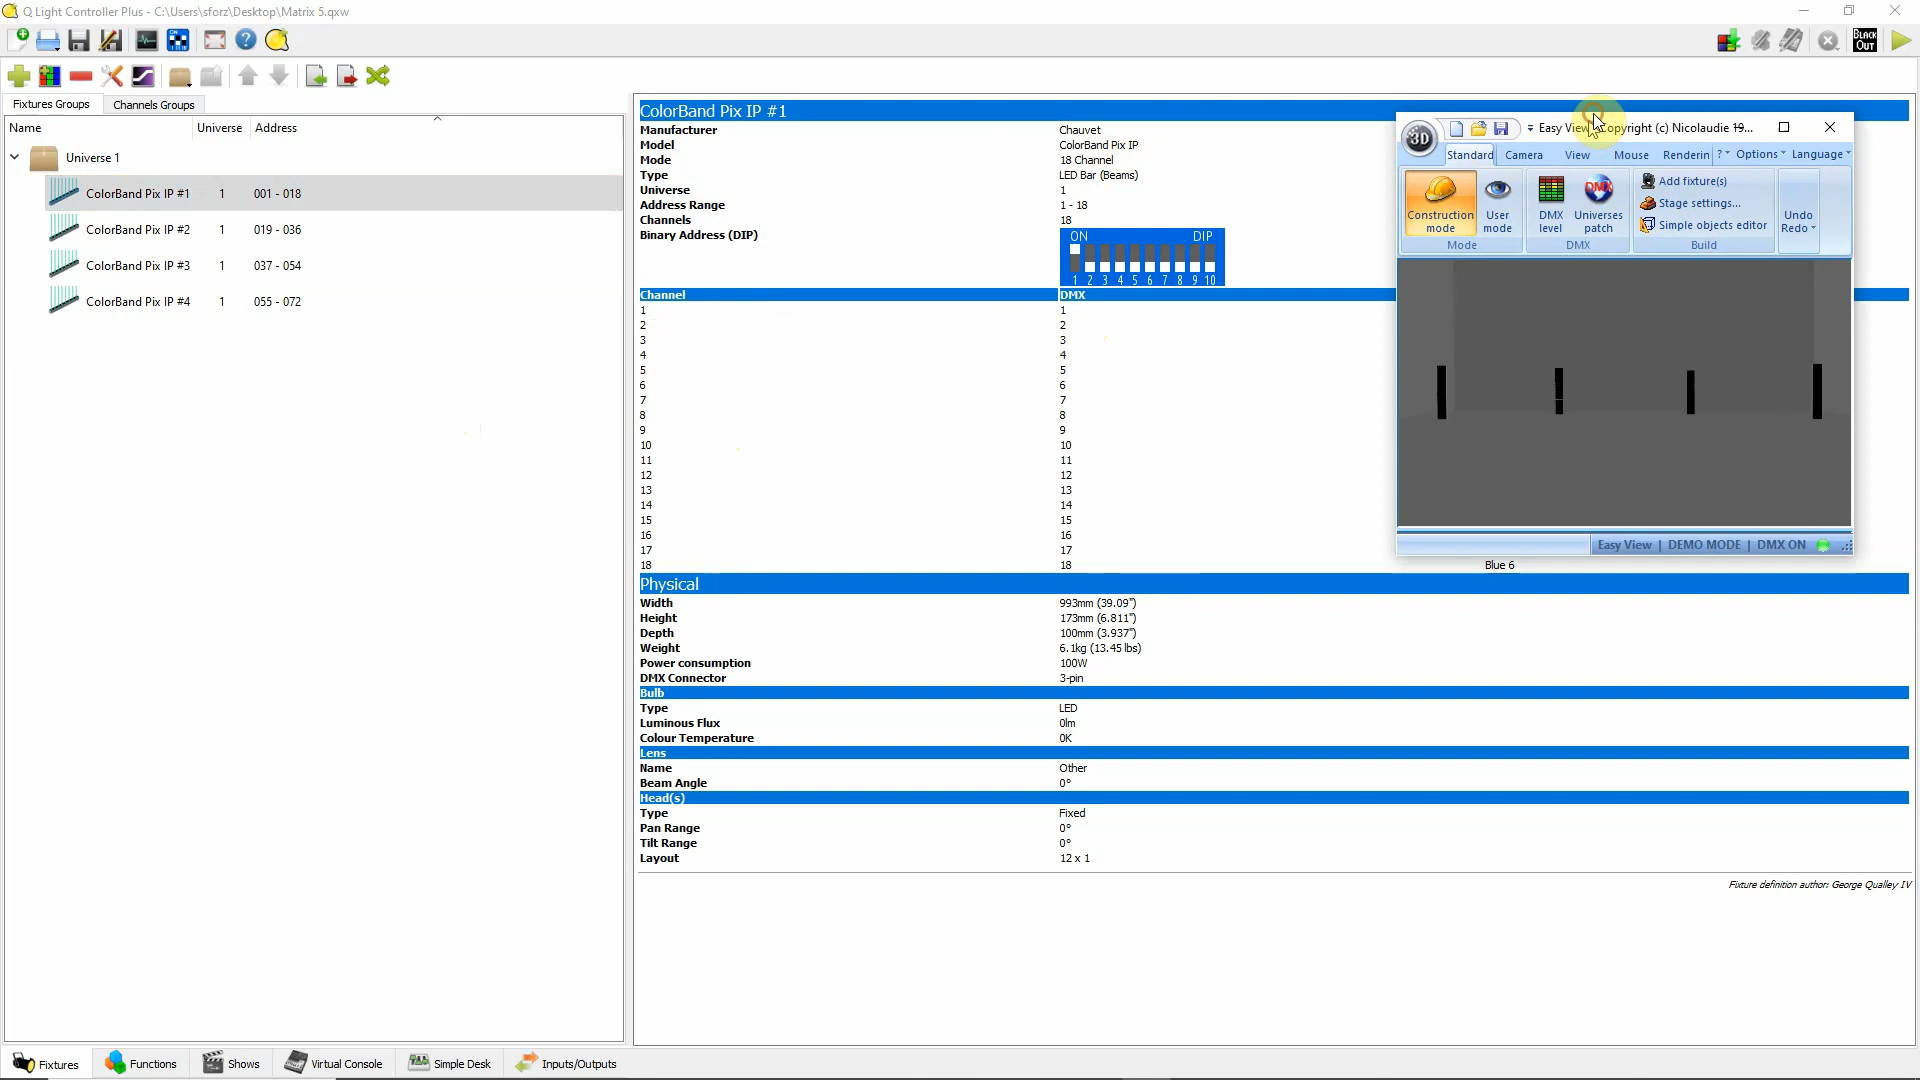 Q Light Controller Plus - C:\Users\sforz\Desktop\Matrix 5.qxw
BLACK OUT
Fixtures Groups
Channels Groups
Name Universe Address
Universe 1
ColorBand Pix IP #1 1 001 - 018
ColorBand Pix IP #2 1 019 - 036
ColorBand Pix IP #3 1 037 - 054
ColorBand Pix IP #4 1 055 - 072
ColorBand Pix IP #1
Manufacturer Chauvet
Model ColorBand Pix IP
Mode 18 Channel
Type LED Bar (Beams)
Universe 1
Address Range 1 - 18
Channels 18
Binary Address (DIP)
ON DIP
1 2 3 4 5 6 7 8 9 10
Channel DMX
1 1
2 2
3 3
4 4
5 5
6 6
7 7
8 8
9 9
10 10
11 11
12 12
13 13
14 14
15 15
16 16
17 17
18 18 Blue 6
Physical
Width 993mm (39.09")
Height 173mm (6.811")
Depth 100mm (3.937")
Weight 6.1kg (13.45 lbs)
Power consumption 100W
DMX Connector 3-pin
Bulb
Type LED
Luminous Flux 0lm
Colour Temperature 0K
Lens
Name Other
Beam Angle 0°
Head(s)
Type Fixed
Pan Range 0°
Tilt Range 0°
Layout 12 x 1
Fixture definition author: George Qualley IV
3D
Easy View Copyright (c) Nicolaudie 19...
Standard Camera View Mouse Renderin ? Options Language
Construction mode
User mode
DMX level
DMX
Universes patch
Add fixture(s)
Stage settings...
Simple objects editor
Undo Redo
Mode DMX Build
Easy View | DEMO MODE | DMX ON
Fixtures Functions Shows Virtual Console Simple Desk Inputs/Outputs